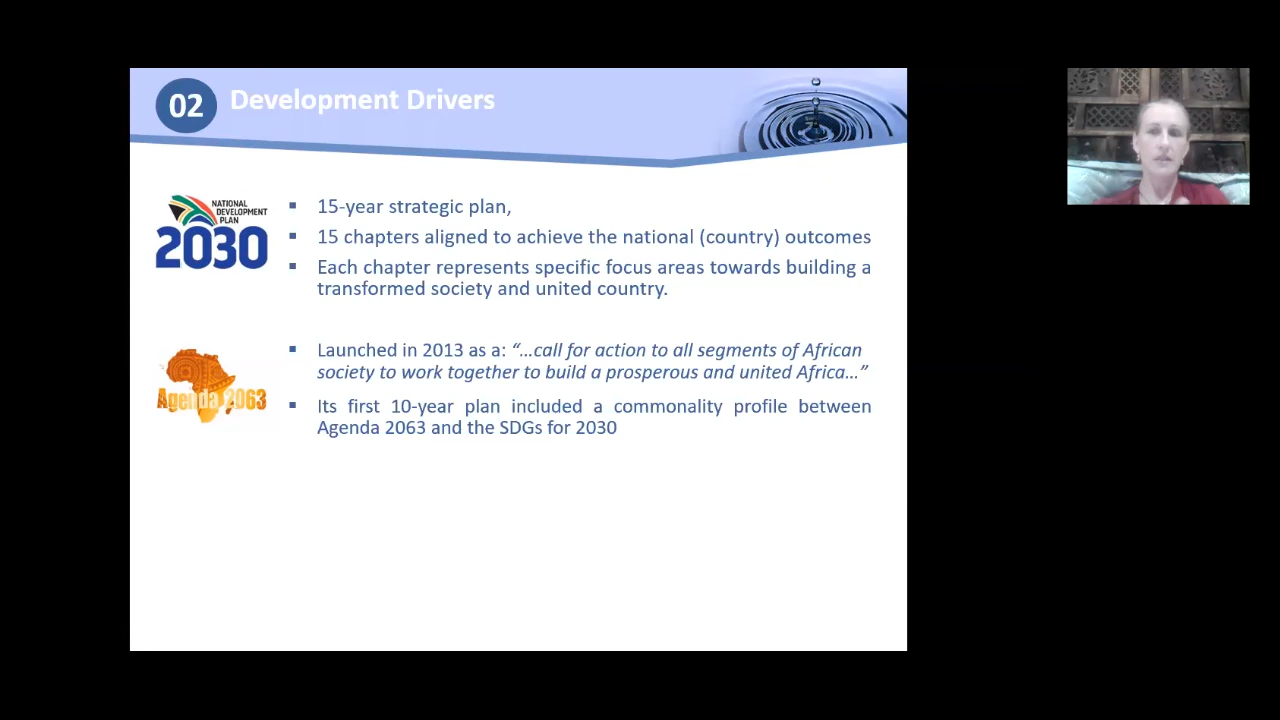 02
Development Drivers
NATIONAL
DEVELOPMENT
PLAN
2030
▪ 15-year strategic plan,
▪ 15 chapters aligned to achieve the national (country) outcomes
▪ Each chapter represents specific focus areas towards building a
transformed society and united country.
Agenda 2063
▪ Launched in 2013 as a: “…call for action to all segments of African
society to work together to build a prosperous and united Africa…”
▪ Its first 10-year plan included a commonality profile between
Agenda 2063 and the SDGs for 2030